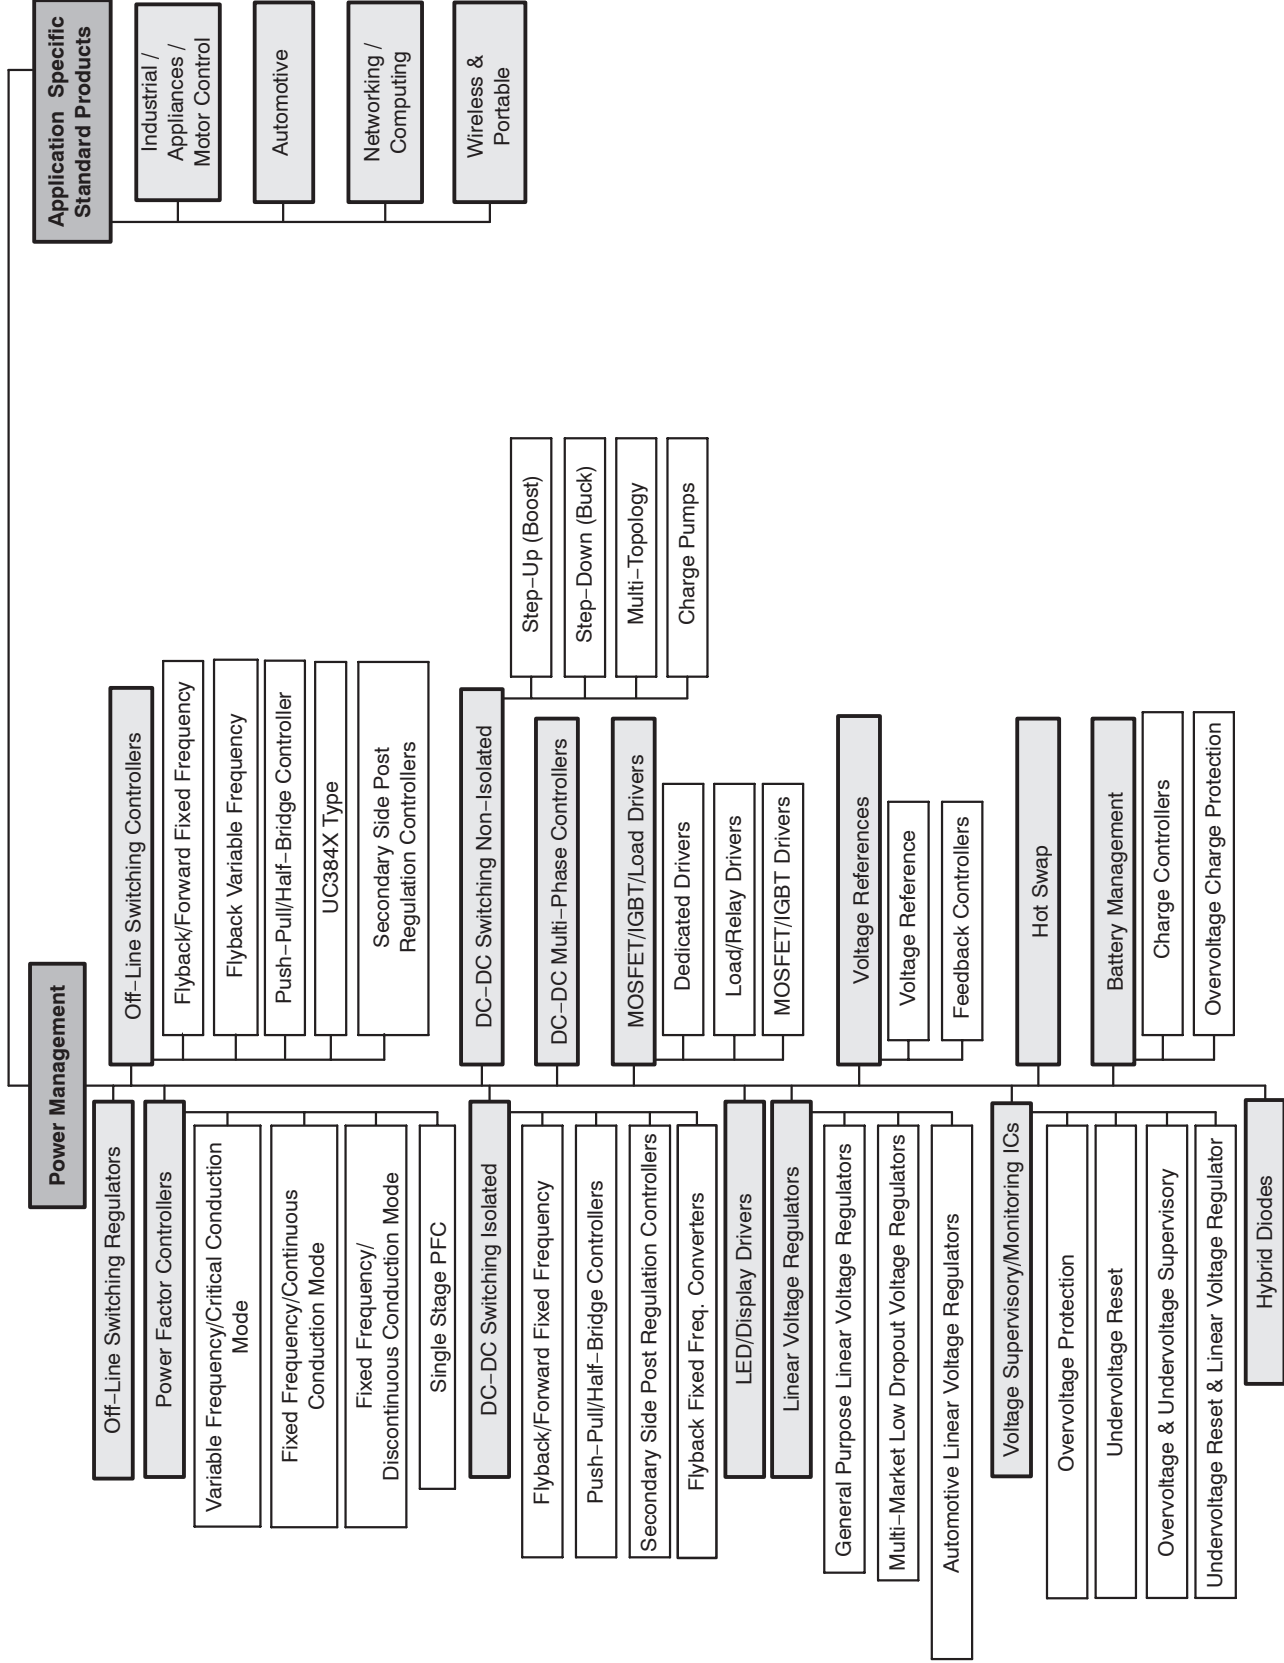 Power Management
Off−Line Switching Regulators
Power Factor Controllers
Variable Frequency/Critical Conduction
Mode
Fixed Frequency/Continuous
Conduction Mode
Fixed Frequency/
Discontinuous Conduction Mode
Single Stage PFC
DC−DC Switching Isolated
Flyback/Forward Fixed Frequency
Push−Pull/Half−Bridge Controllers
Secondary Side Post Regulation Controllers
Flyback Fixed Freq. Converters
LED/Display Drivers
Linear Voltage Regulators
General Purpose Linear Voltage Regulators
Multi−Market Low Dropout Voltage Regulators
Automotive Linear Voltage Regulators
Voltage Supervisory/Monitoring ICs
Overvoltage Protection
Undervoltage Reset
Overvoltage & Undervoltage Supervisory
Undervoltage Reset & Linear Voltage Regulator
Hybrid Diodes
Off−Line Switching Controllers
Flyback/Forward Fixed Frequency
Flyback Variable Frequency
Push−Pull/Half−Bridge Controller
UC384X Type
Secondary Side Post
Regulation Controllers
DC−DC Switching Non−Isolated
Step−Up (Boost)
Step−Down (Buck)
Multi−Topology
Charge Pumps
DC−DC Multi−Phase Controllers
MOSFET/IGBT/Load Drivers
Dedicated Drivers
Load/Relay Drivers
MOSFET/IGBT Drivers
Voltage References
Voltage Reference
Feedback Controllers
Hot Swap
Battery Management
Charge Controllers
Overvoltage Charge Protection
Application Specific
Standard Products
Industrial /
Appliances /
Motor Control
Automotive
Networking /
Computing
Wireless &
Portable